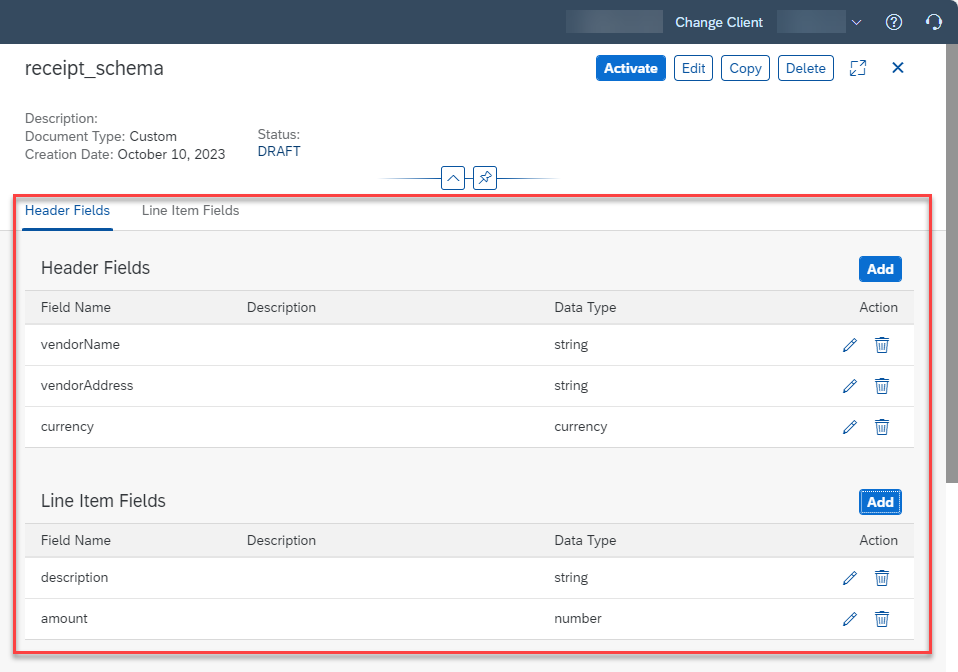 Change Client
receipt_schema
Activate Edit Copy Delete
Description:
Document Type: Custom
Creation Date: October 10, 2023
Status:
DRAFT
Header Fields Line Item Fields
Header Fields Add
Field Name Description Data Type Action
vendorName string
vendorAddress string
currency currency
Line Item Fields Add
Field Name Description Data Type Action
description string
amount number